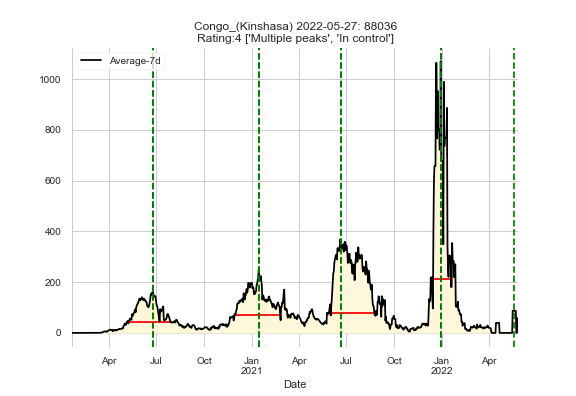 Congo_(Kinshasa) 2022-05-27: 88036
Rating:4 ['Multiple peaks', 'In control']
Average-7d
1000
800
600
400
200
0
Apr Jul Oct Jan Apr Jul Oct Jan Apr
2021 2022
Date